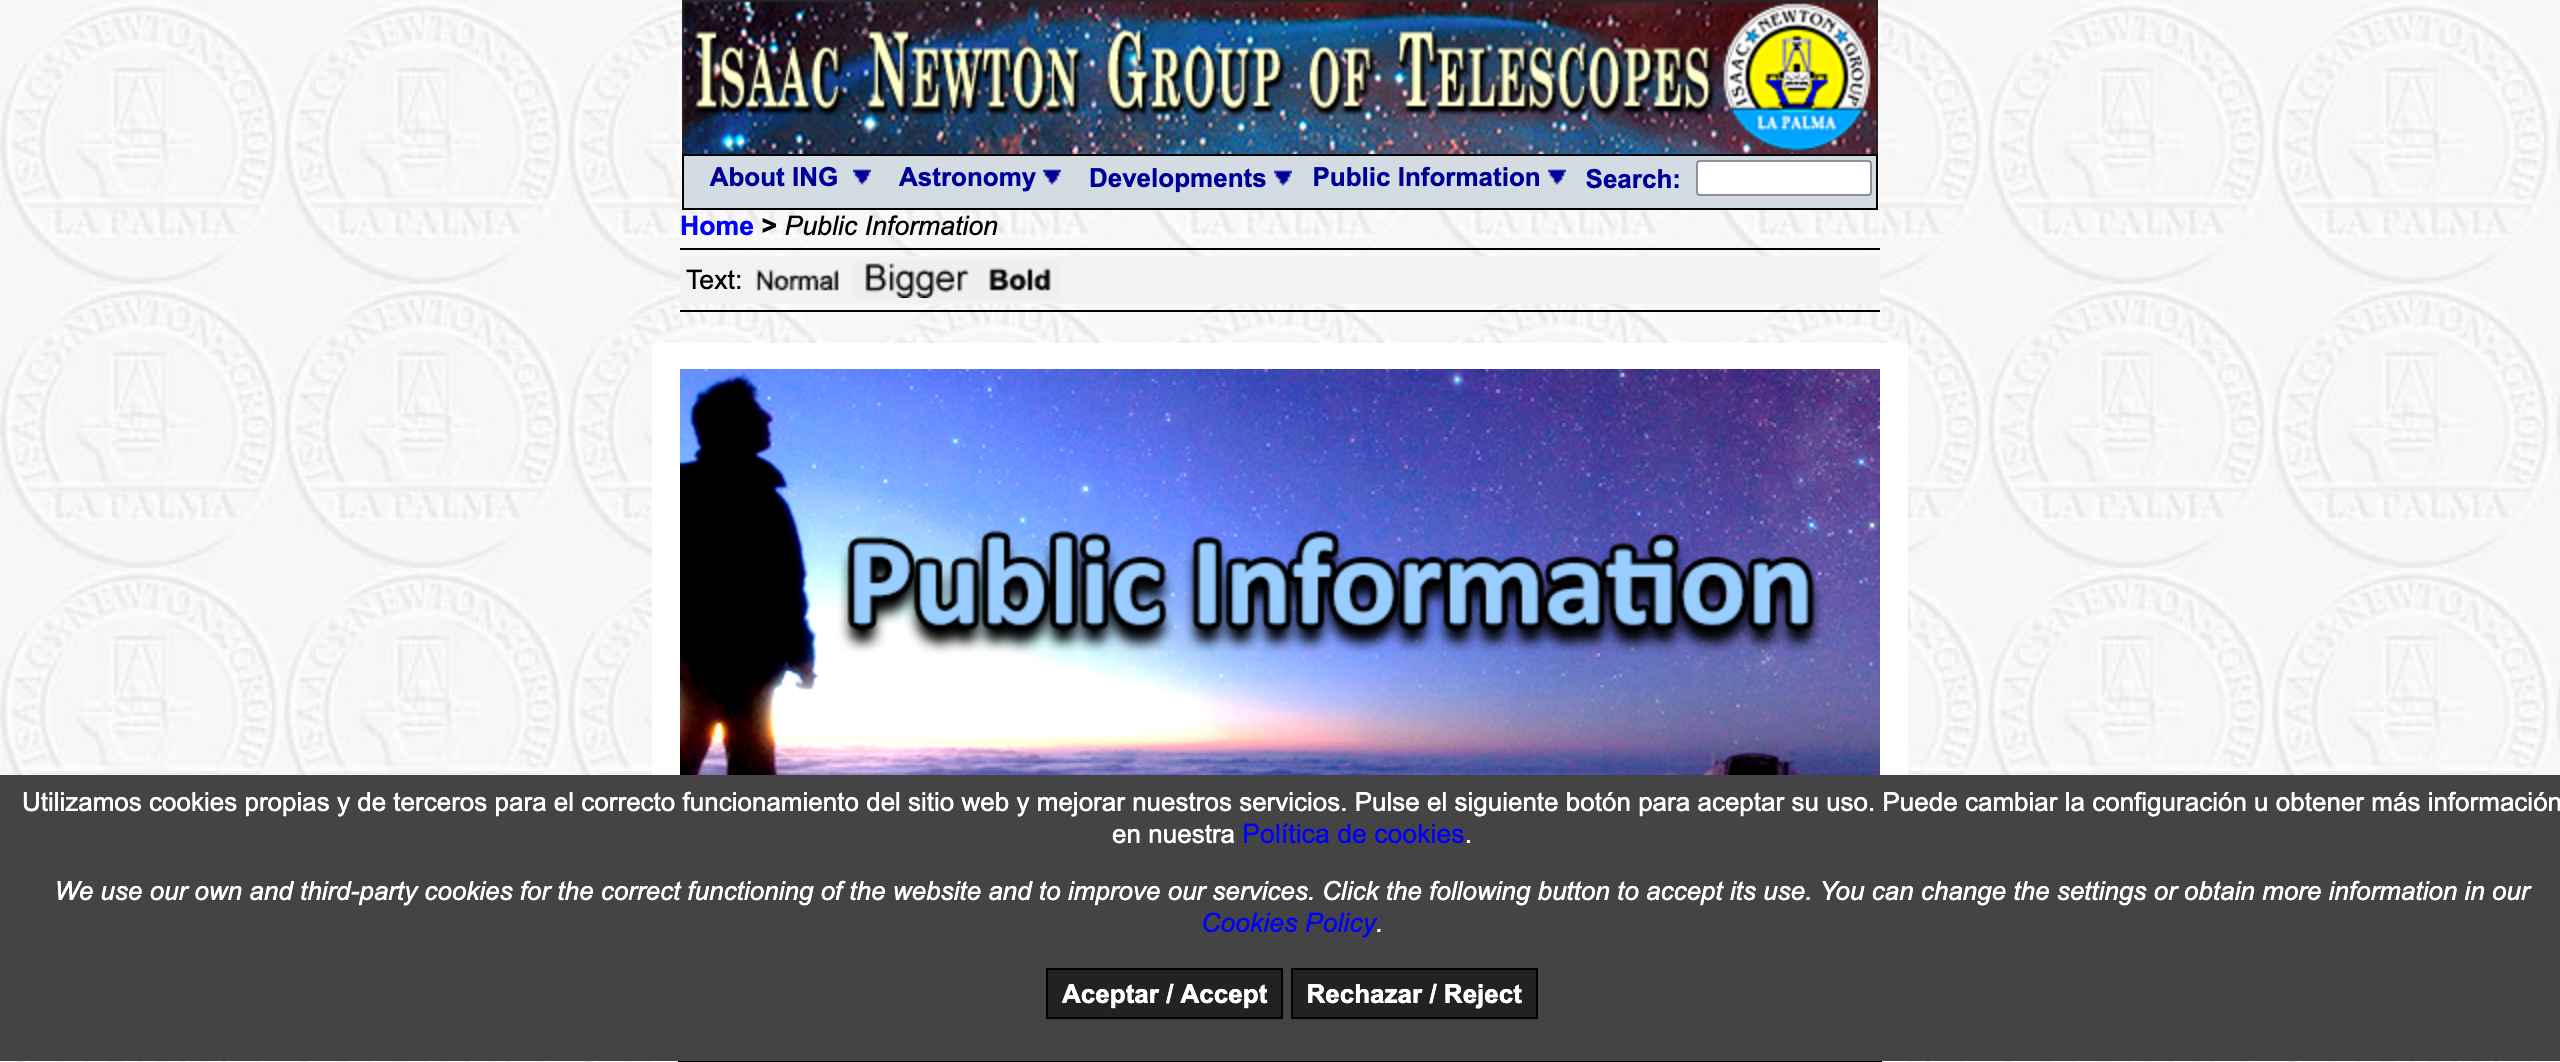 ISAAC NEWTON GROUP OF TELESCOPES
ISAAC NEWTON GROUP
LA PALMA
About ING Astronomy Developments Public Information Search:
Home > Public Information
Text: Normal Bigger Bold
Public Information
Utilizamos cookies propias y de terceros para el correcto funcionamiento del sitio web y mejorar nuestros servicios. Pulse el siguiente botón para aceptar su uso. Puede cambiar la configuración u obtener más información
en nuestra Política de cookies.
We use our own and third-party cookies for the correct functioning of the website and to improve our services. Click the following button to accept its use. You can change the settings or obtain more information in our
Cookies Policy.
Aceptar / Accept Rechazar / Reject